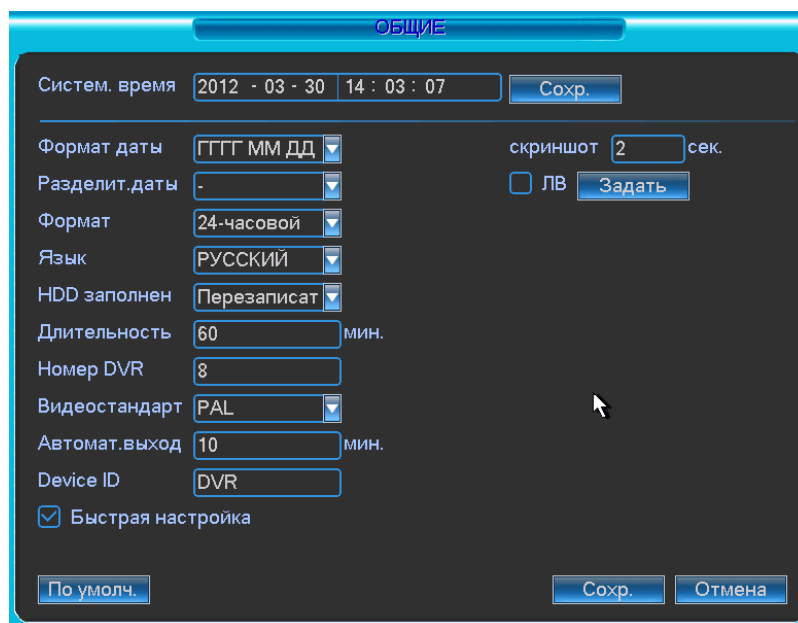 ОБЩИЕ
Систем. время 2012 - 03 - 30 14 : 03 : 07 Сохр.
Формат даты ГГГГ ММ ДД скриншот 2 сек.
Разделит.даты - ЛВ Задать
Формат 24-часовой
Язык РУССКИЙ
HDD заполнен Перезаписат
Длительность 60 мин.
Номер DVR 8
Видеостандарт PAL
Автомат.выход 10 мин.
Device ID DVR
Быстрая настройка
По умолч. Сохр. Отмена